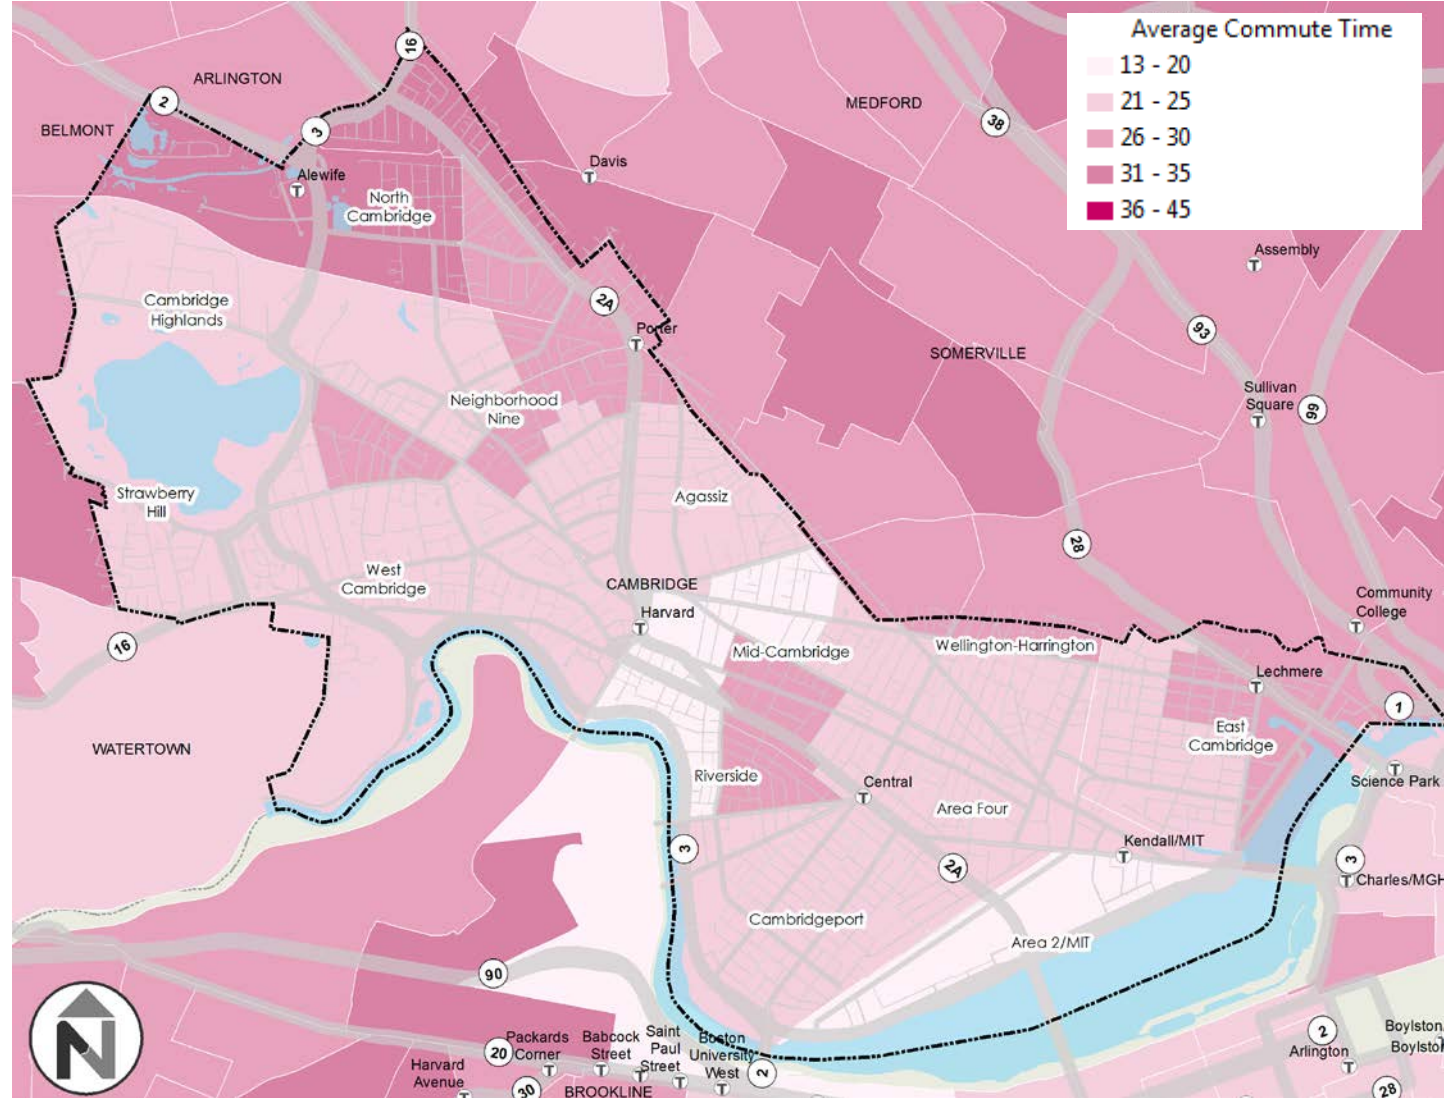 Average Commute Time
13 - 20
21 - 25
26 - 30
31 - 35
36 - 45
16
ARLINGTON
2
BELMONT
3
MEDFORD
38
Davis
T
Alewife
T
North
Cambridge
Assembly
T
Cambridge
Highlands
2A
Porter
T
93
SOMERVILLE
Sullivan
Square
T
99
Neighborhood
Nine
Strawberry
Hill
Agassiz
28
West
Cambridge
CAMBRIDGE
Harvard
T
Community
College
T
16
Mid-Cambridge
Wellington-Harrington
Lechmere
T
1
East
Cambridge
WATERTOWN
Riverside
Central
T
Science Park
T
Area Four
Kendall/MIT
T
3
2A
3
Charles/MGH
T
Cambridgeport
Area 2/MIT
90
N
Packards
Corner
T
Babcock
Street
T
Saint
Paul
Street
T
T
Boston
University
West
T
2
20
Harvard
Avenue
T
30
BROOKLINE
2
Arlington
T
Boylston
Boylston
T
28